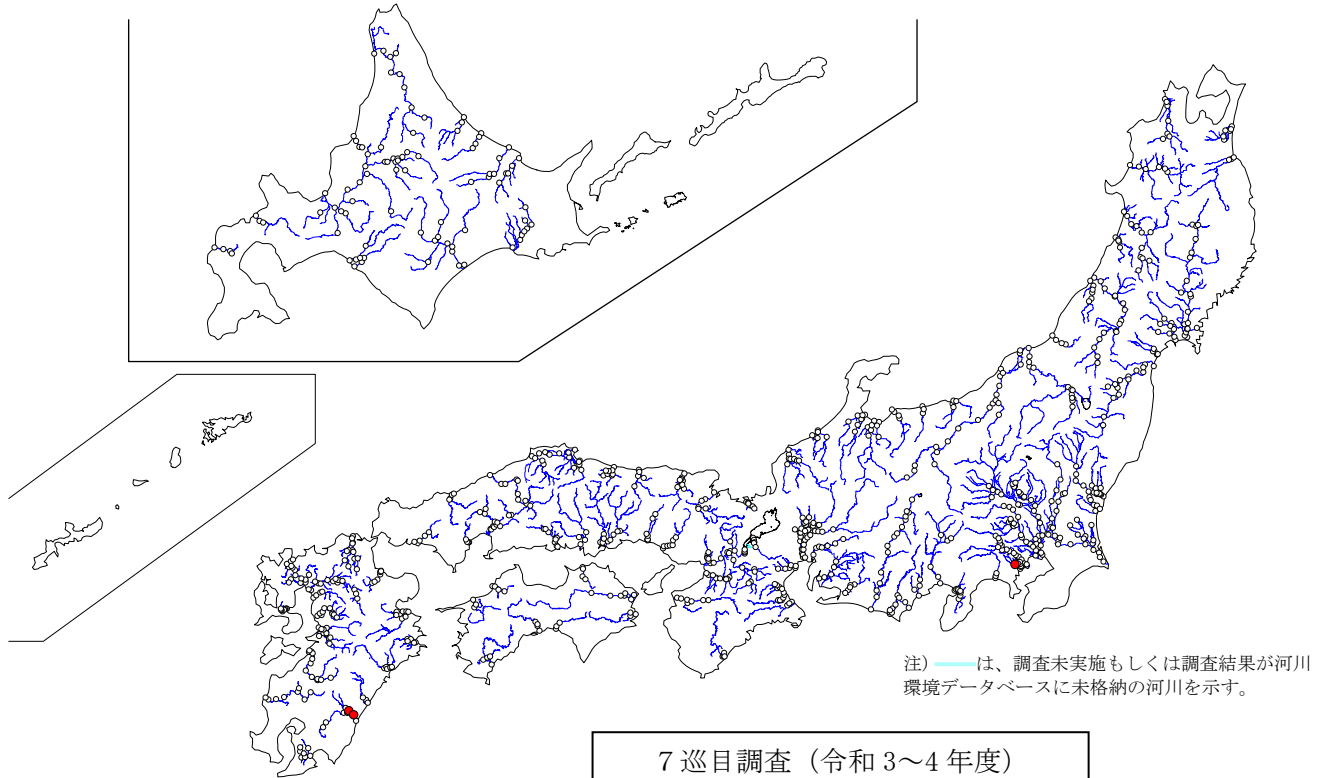 注) ──は、調査未実施もしくは調査結果が河川
環境データベースに未格納の河川を示す。
7巡目調査（令和 3～4 年度）